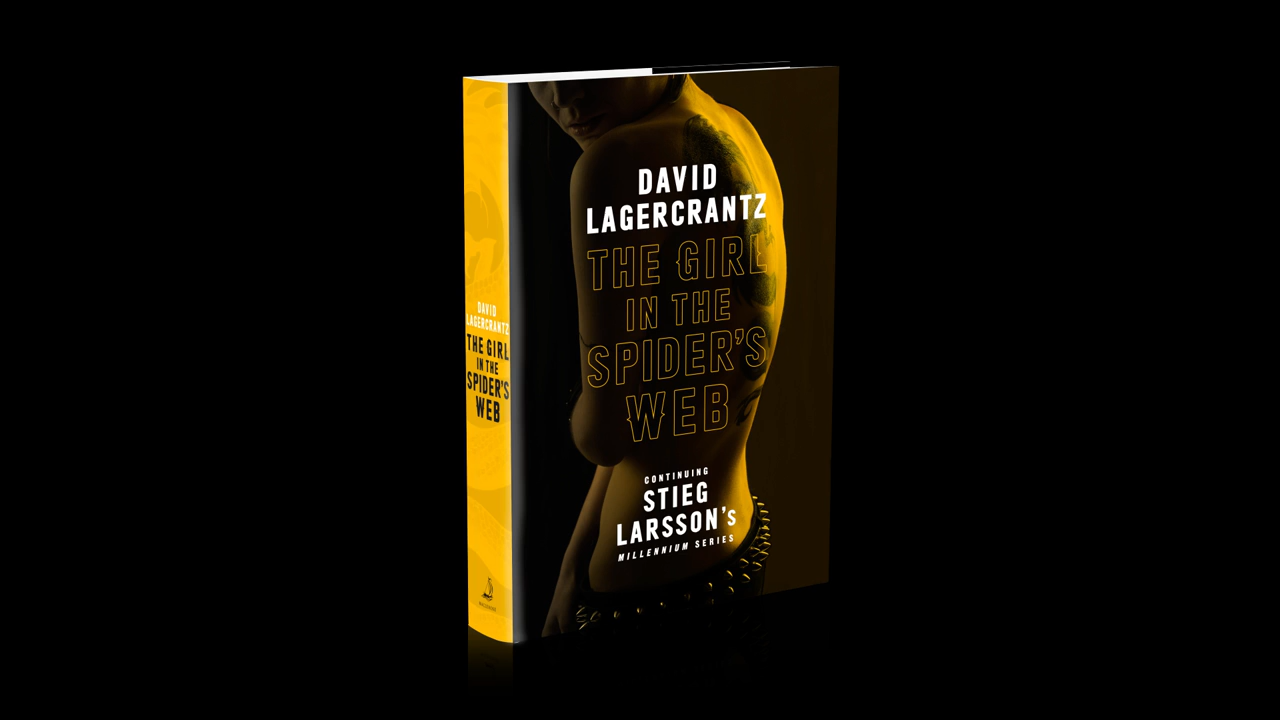 DAVID
LAGERCRANTZ
THE GIRL
IN THE
SPIDER'S
WEB
DAVID
LAGERCRANTZ
THE GIRL
IN THE
SPIDER'S
WEB
CONTINUING
STIEG
LARSSON's
MILLENNIUM SERIES